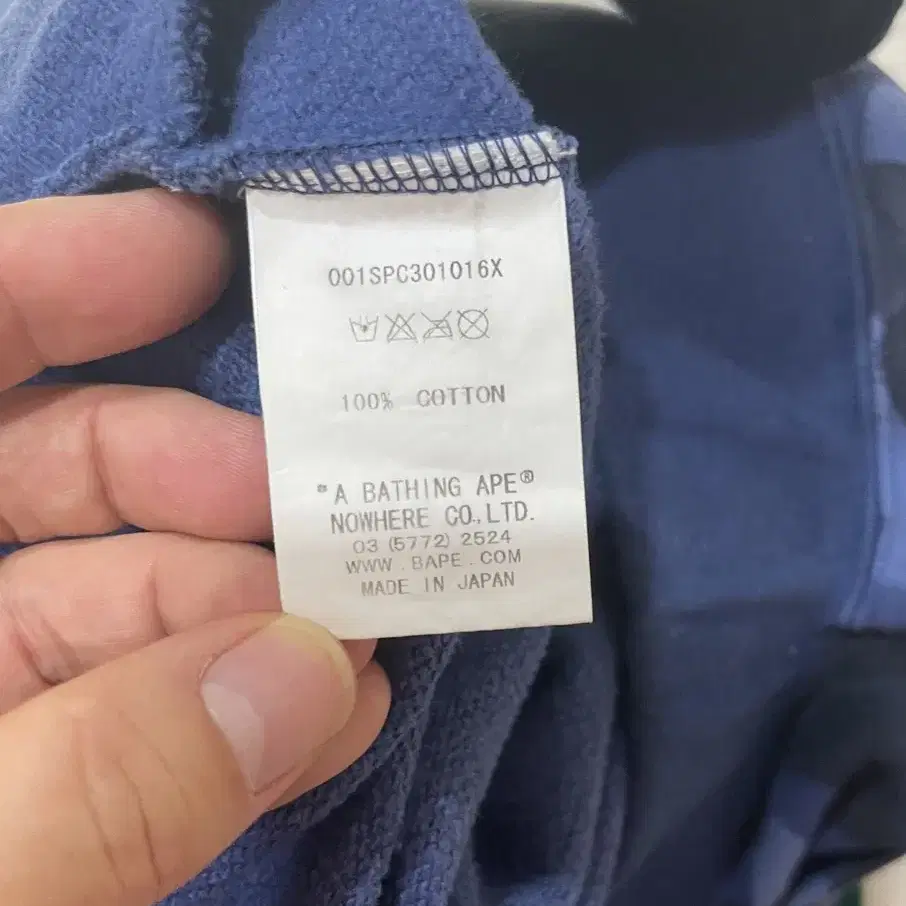 001SPC301016X
100% COTTON
"A BATHING APE®
NOWHERE CO., LTD.
03 (5772) 2524
WWW.BAPE.COM
MADE IN JAPAN